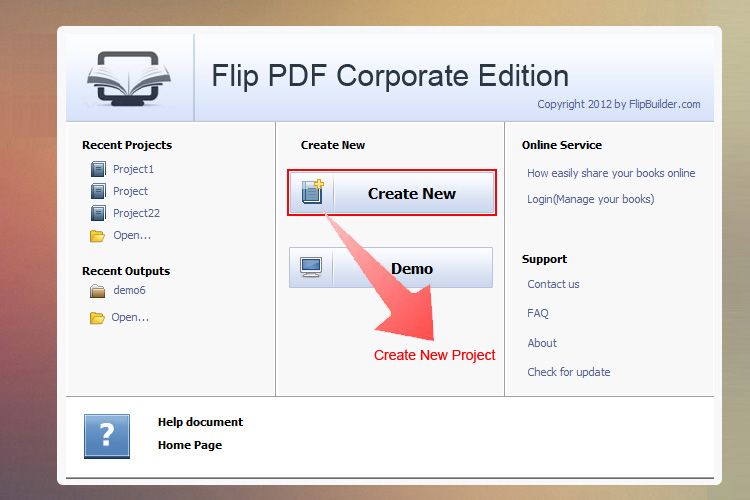 Flip PDF Corporate Edition
Copyright 2012 by FlipBuilder.com
Recent Projects
Project1
Project
Project22
Open...
Recent Outputs
demo6
Open...
Create New
Create New
Demo
Create New Project
Online Service
How easily share your books online
Login(Manage your books)
Support
Contact us
FAQ
About
Check for update
?
Help document
Home Page